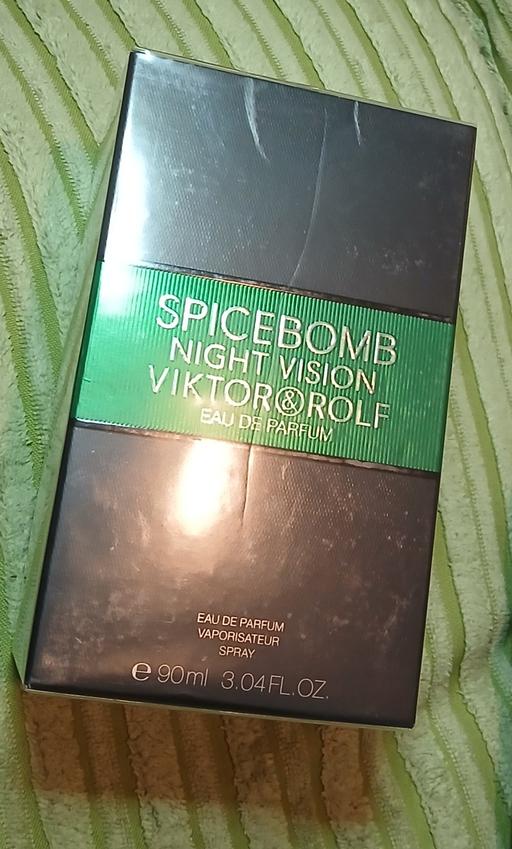 SPICEBOMB
NIGHT VISION
VIKTOR&ROLF
EAU DE PARFUM
EAU DE PARFUM
VAPORISATEUR
SPRAY
℮ 90ml 3.04FL.OZ.